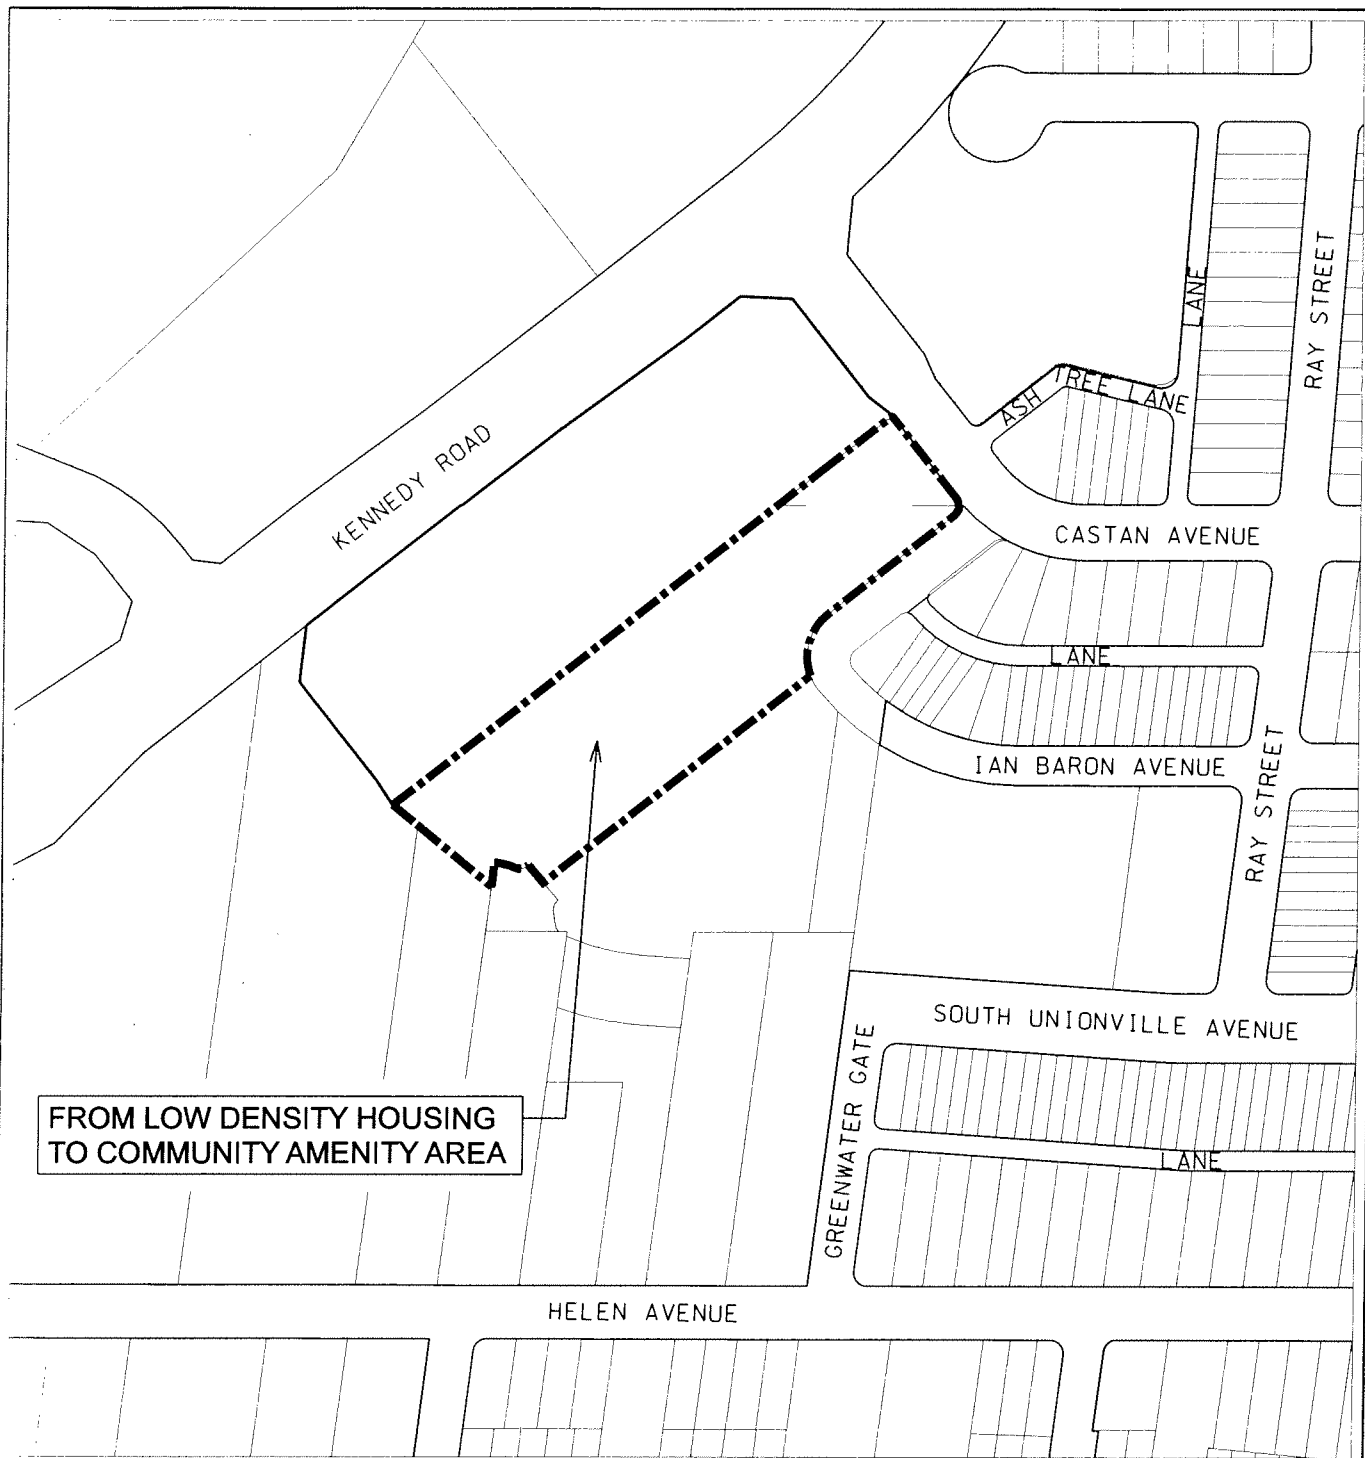 LANE
RAY STREET
ASH TREE LANE
KENNEDY ROAD
CASTAN AVENUE
LANE
IAN BARON AVENUE
RAY STREET
SOUTH UNIONVILLE AVENUE
GREENWATER GATE
FROM LOW DENSITY HOUSING
TO COMMUNITY AMENITY AREA
LANE
HELEN AVENUE